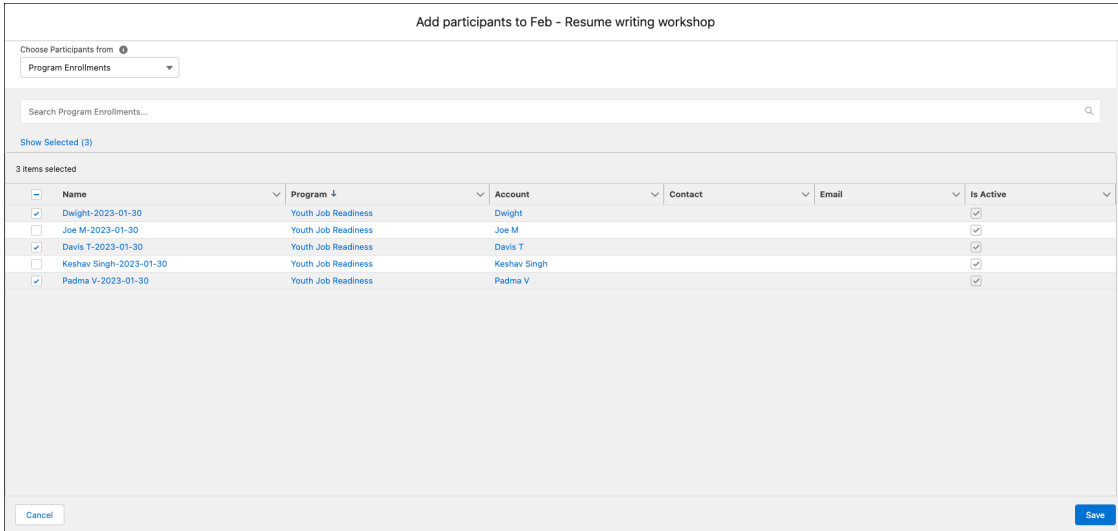 Add participants to Feb - Resume writing workshop
Choose Participants from
Program Enrollments
Search Program Enrollments...
Show Selected (3)
3 items selected
Name Program Account Contact Email Is Active
Dwight-2023-01-30 Youth Job Readiness Dwight
Joe M-2023-01-30 Youth Job Readiness Joe M
Davis T-2023-01-30 Youth Job Readiness Davis T
Keshav Singh-2023-01-30 Youth Job Readiness Keshav Singh
Padma V-2023-01-30 Youth Job Readiness Padma V
Cancel Save